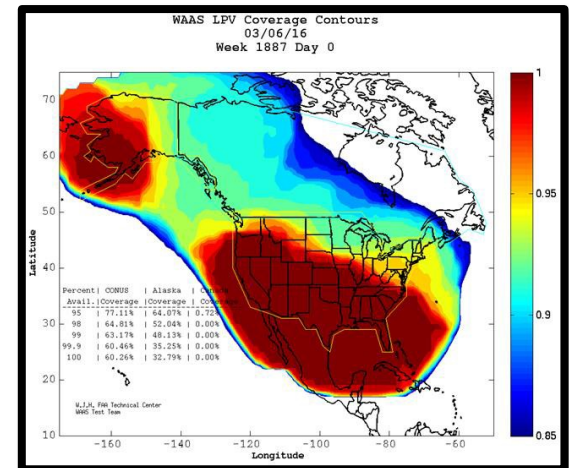 WAAS LPV Coverage Contours
03/06/16
Week 1887 Day 0
70
60
50
40
30
20
10
Latitude
Percent| CONUS | Alaska |
Avail.|Coverage |Coverage |
95 | 77.11% | 64.07% | 0.72%
98 | 64.81% | 52.04% | 0.00%
99 | 63.17% | 48.13% | 0.00%
99.9 | 60.46% | 35.25% | 0.00%
100 | 60.26% | 32.79% | 0.00%
W.J.H. FAA Technical Center
WAAS Test Team
-160 -140 -120 -100 -80 -60
Longitude
1
0.95
0.9
0.85